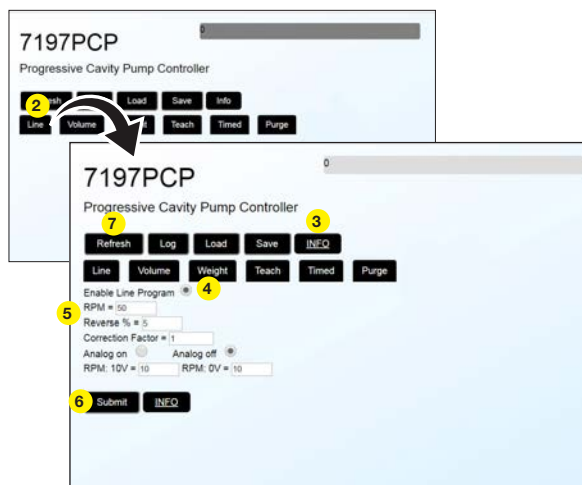 7197PCP
0
Progressive Cavity Pump Controller
2
Load Save Info
Line Volume Teach Timed Purge
7197PCP
0
Progressive Cavity Pump Controller
7
3
Refresh Log Load Save INFO
Line Volume Weight Teach Timed Purge
Enable Line Program
4
5
RPM = 50
Reverse % = 5
Correction Factor = 1
Analog on Analog off
RPM: 10V = 10 RPM: 0V = 10
6
Submit INFO